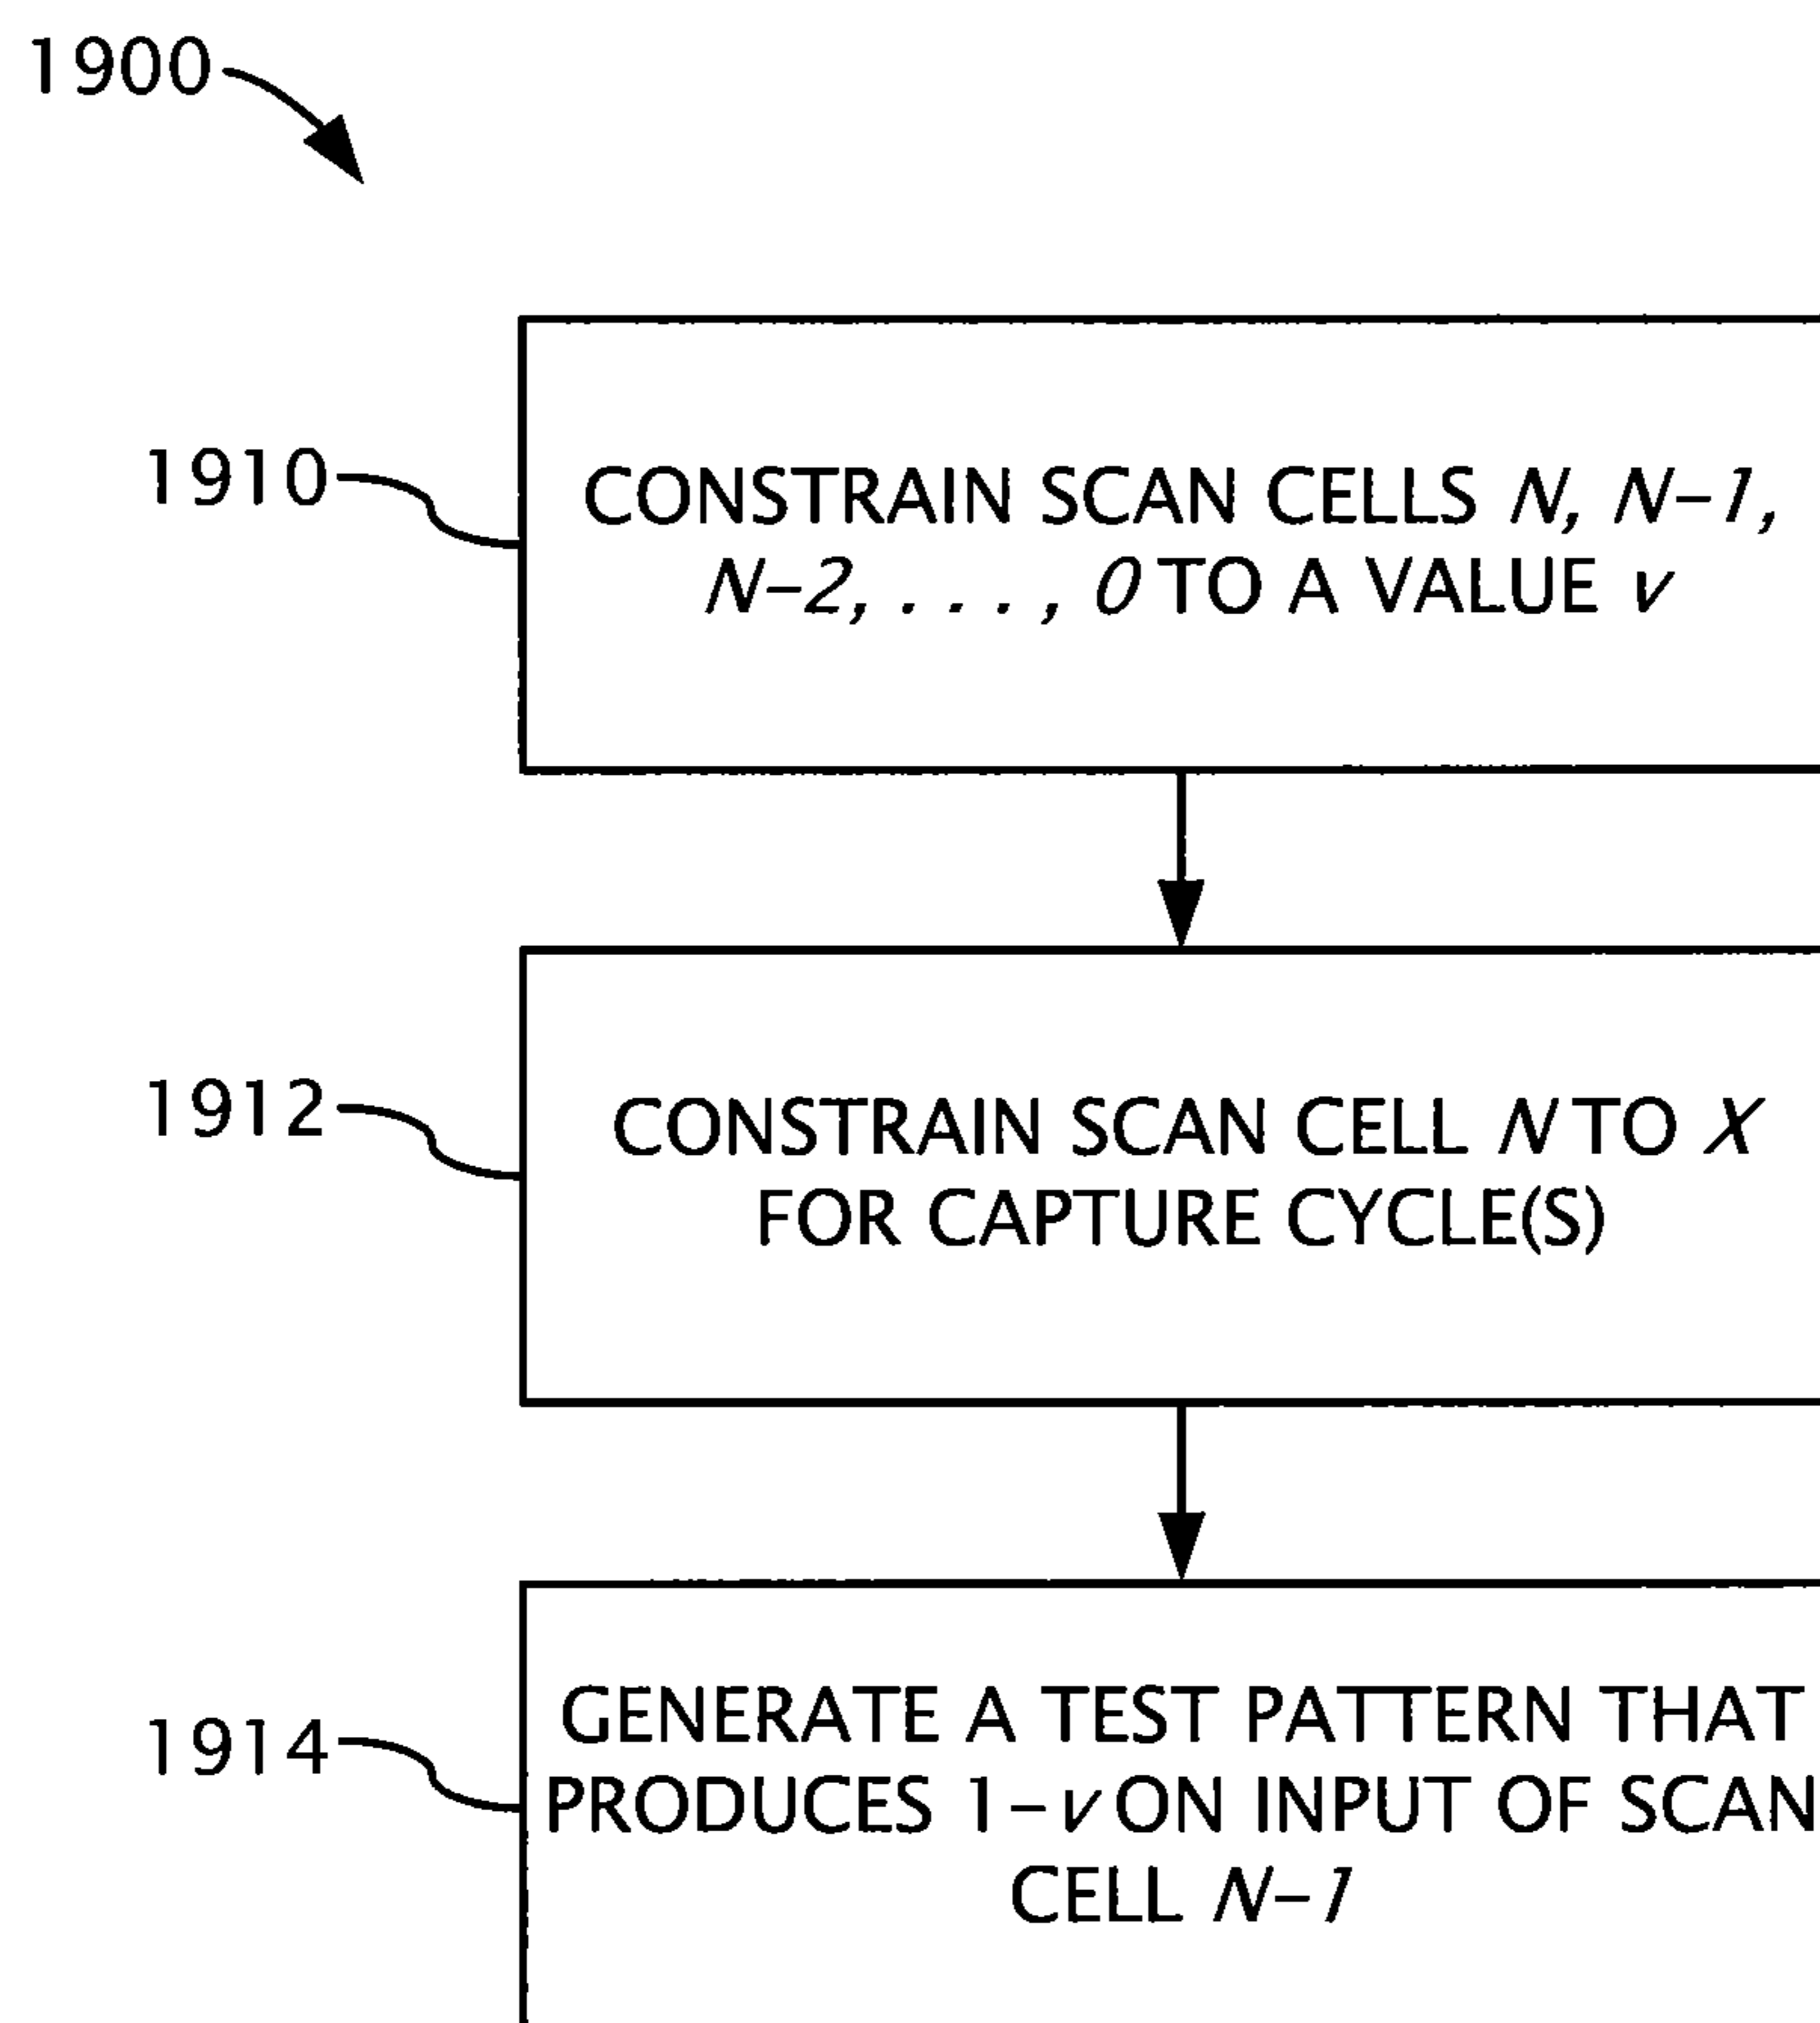 1900
1910
CONSTRAIN SCAN CELLS N, N–1,
N–2, . . . , 0 TO A VALUE v
1912
CONSTRAIN SCAN CELL N TO X
FOR CAPTURE CYCLE(S)
1914
GENERATE A TEST PATTERN THAT
PRODUCES 1–v ON INPUT OF SCAN
CELL N–1